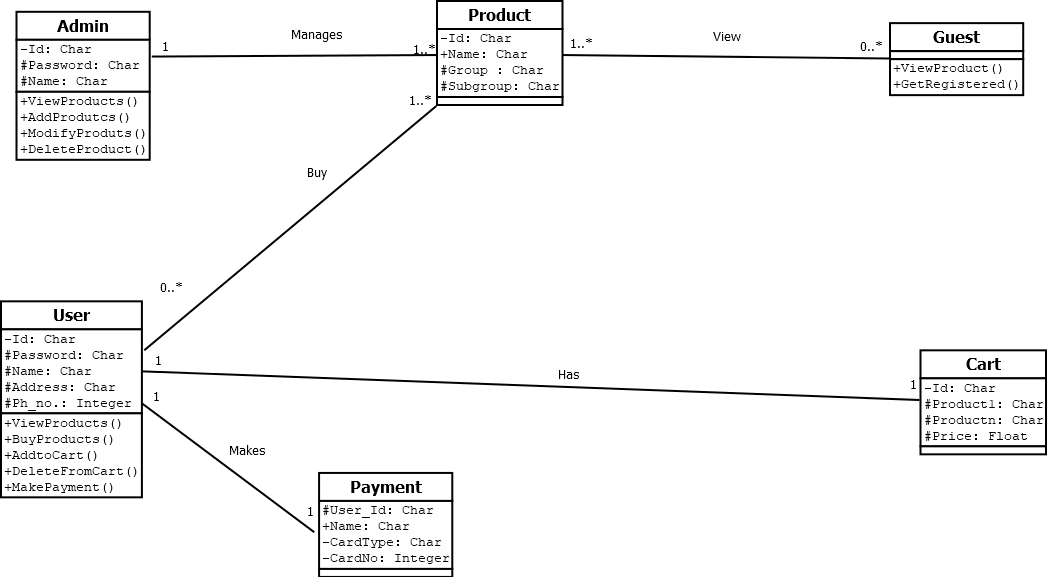 Admin
-Id: Char
#Password: Char
#Name: Char
+ViewProducts()
+AddProdutcs()
+ModifyProduts()
+DeleteProduct()
1
Manages
1..*
Product
-Id: Char
+Name: Char
#Group : Char
#Subgroup: Char
1..*
View
0..*
Guest
+ViewProduct()
+GetRegistered()
1..*
Buy
0..*
User
-Id: Char
#Password: Char
#Name: Char
#Address: Char
#Ph_no.: Integer
+ViewProducts()
+BuyProducts()
+AddtoCart()
+DeleteFromCart()
+MakePayment()
1
Has
1
Cart
-Id: Char
#Product1: Char
#Productn: Char
#Price: Float
1
Makes
1
Payment
#User_Id: Char
+Name: Char
-CardType: Char
-CardNo: Integer